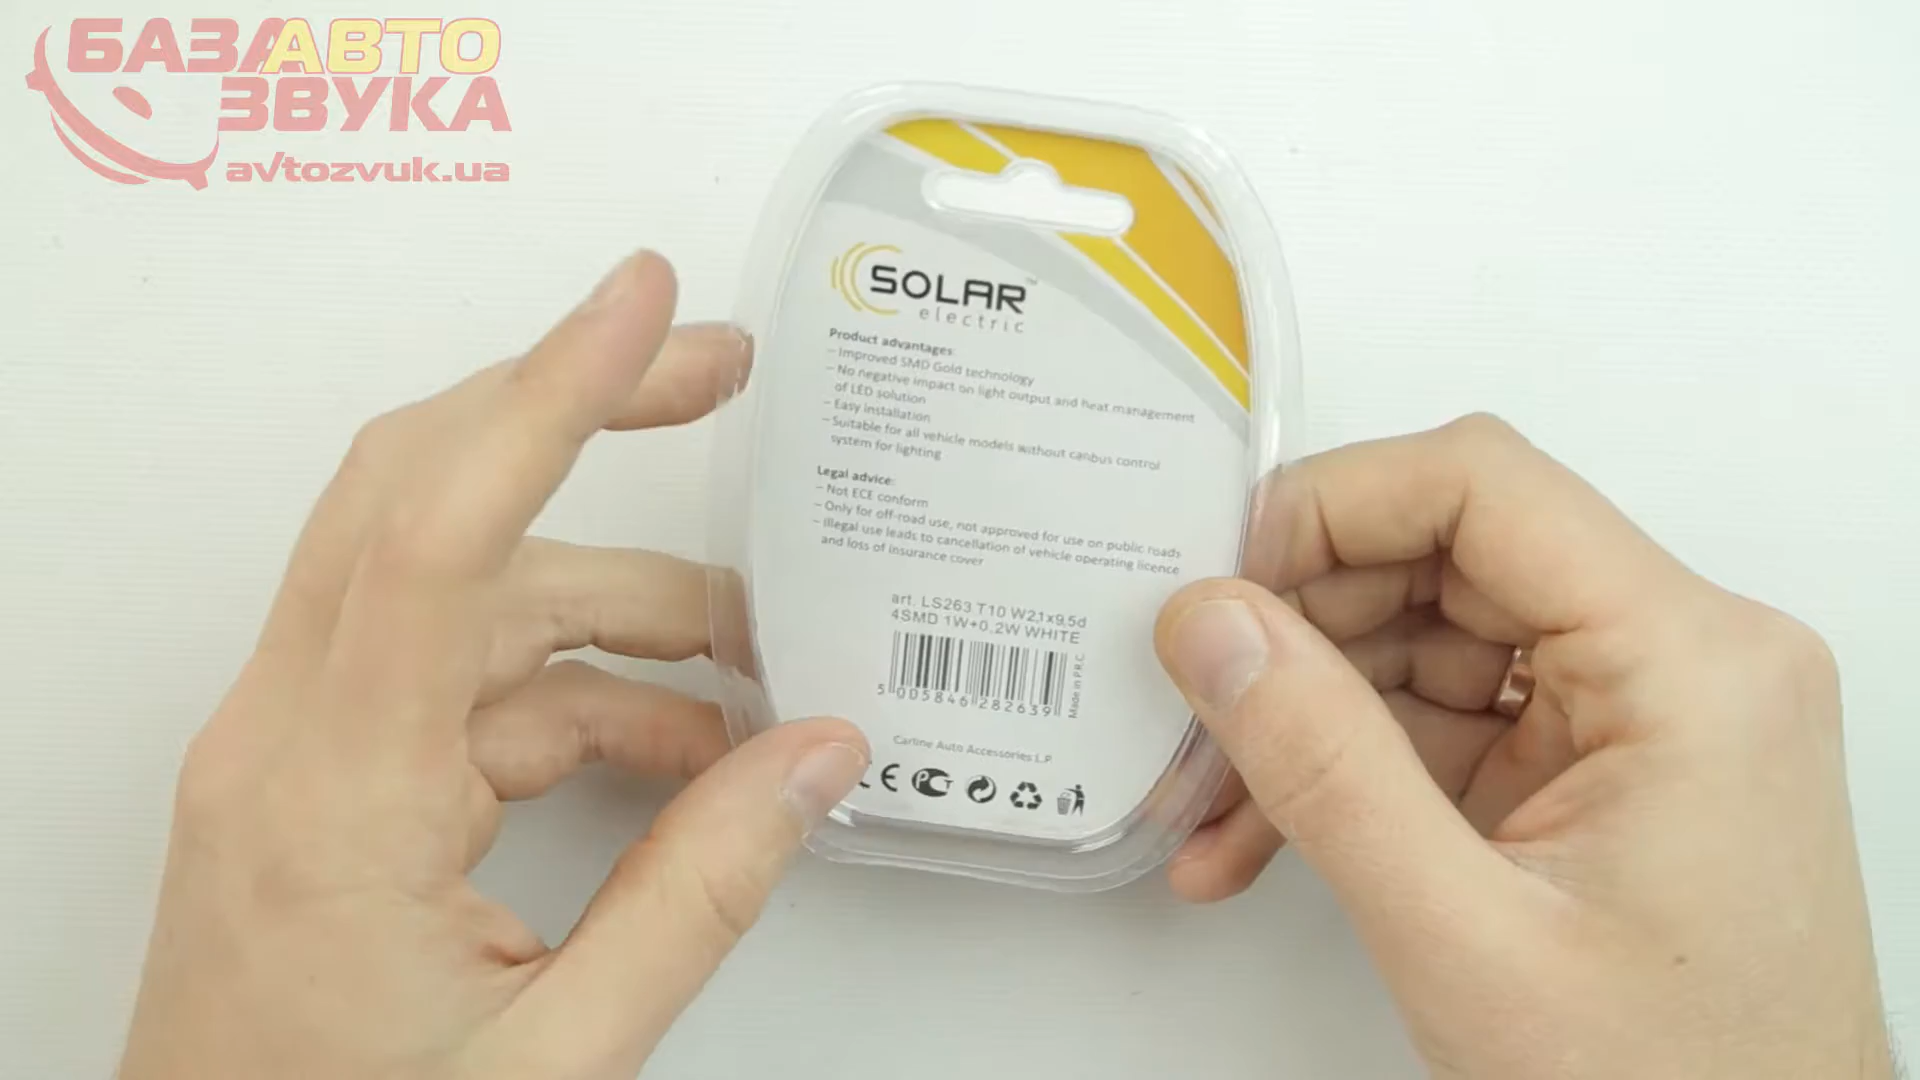 БАЗА АВТО
ЗВУКА
avtozvuk.ua
SOLAR™
electric
Product advantages:
– Improved SMD Gold technology
– No negative impact on light output and heat management
of LED solution
– Easy installation
– Suitable for all vehicle models without canbus control
system for lighting
Legal advice:
– Not ECE conform
– Only for off-road use, not approved for use on public roads
– Illegal use leads to cancellation of vehicle operating licence
and loss of insurance cover
art. LS263 T10 W2,1x9,5d
4SMD 1W+0.2W WHITE
5 005846 282639
Made in P.R.C.
Carline Auto Accessories L.P.
CE РСТ